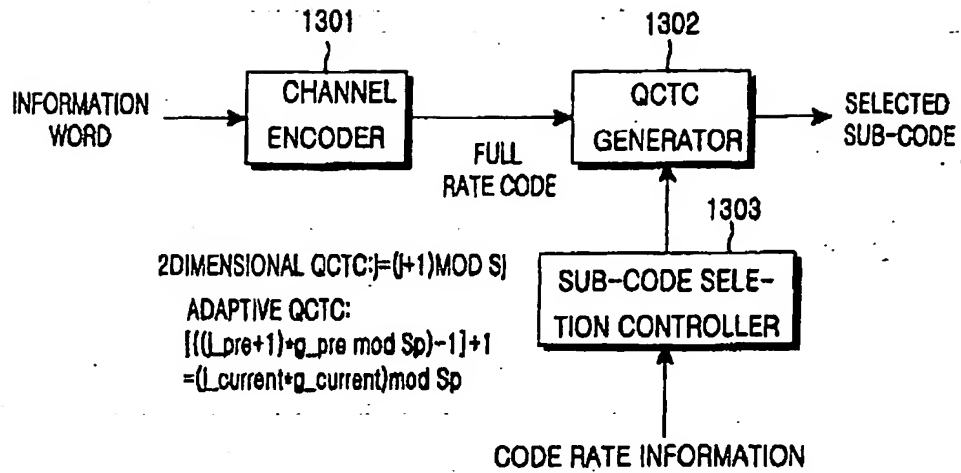 1301
1302
INFORMATION
WORD
CHANNEL
ENCODER
FULL
RATE CODE
QCTC
GENERATOR
SELECTED
SUB-CODE
1303
2DIMENSIONAL QCTC:j=(j+1)MOD Sj
ADAPTIVE QCTC:
[((j_pre+1)*g_pre mod Sp)-1]+1
=(j_current*g_current)mod Sp
SUB-CODE SELE-
TION CONTROLLER
CODE RATE INFORMATION